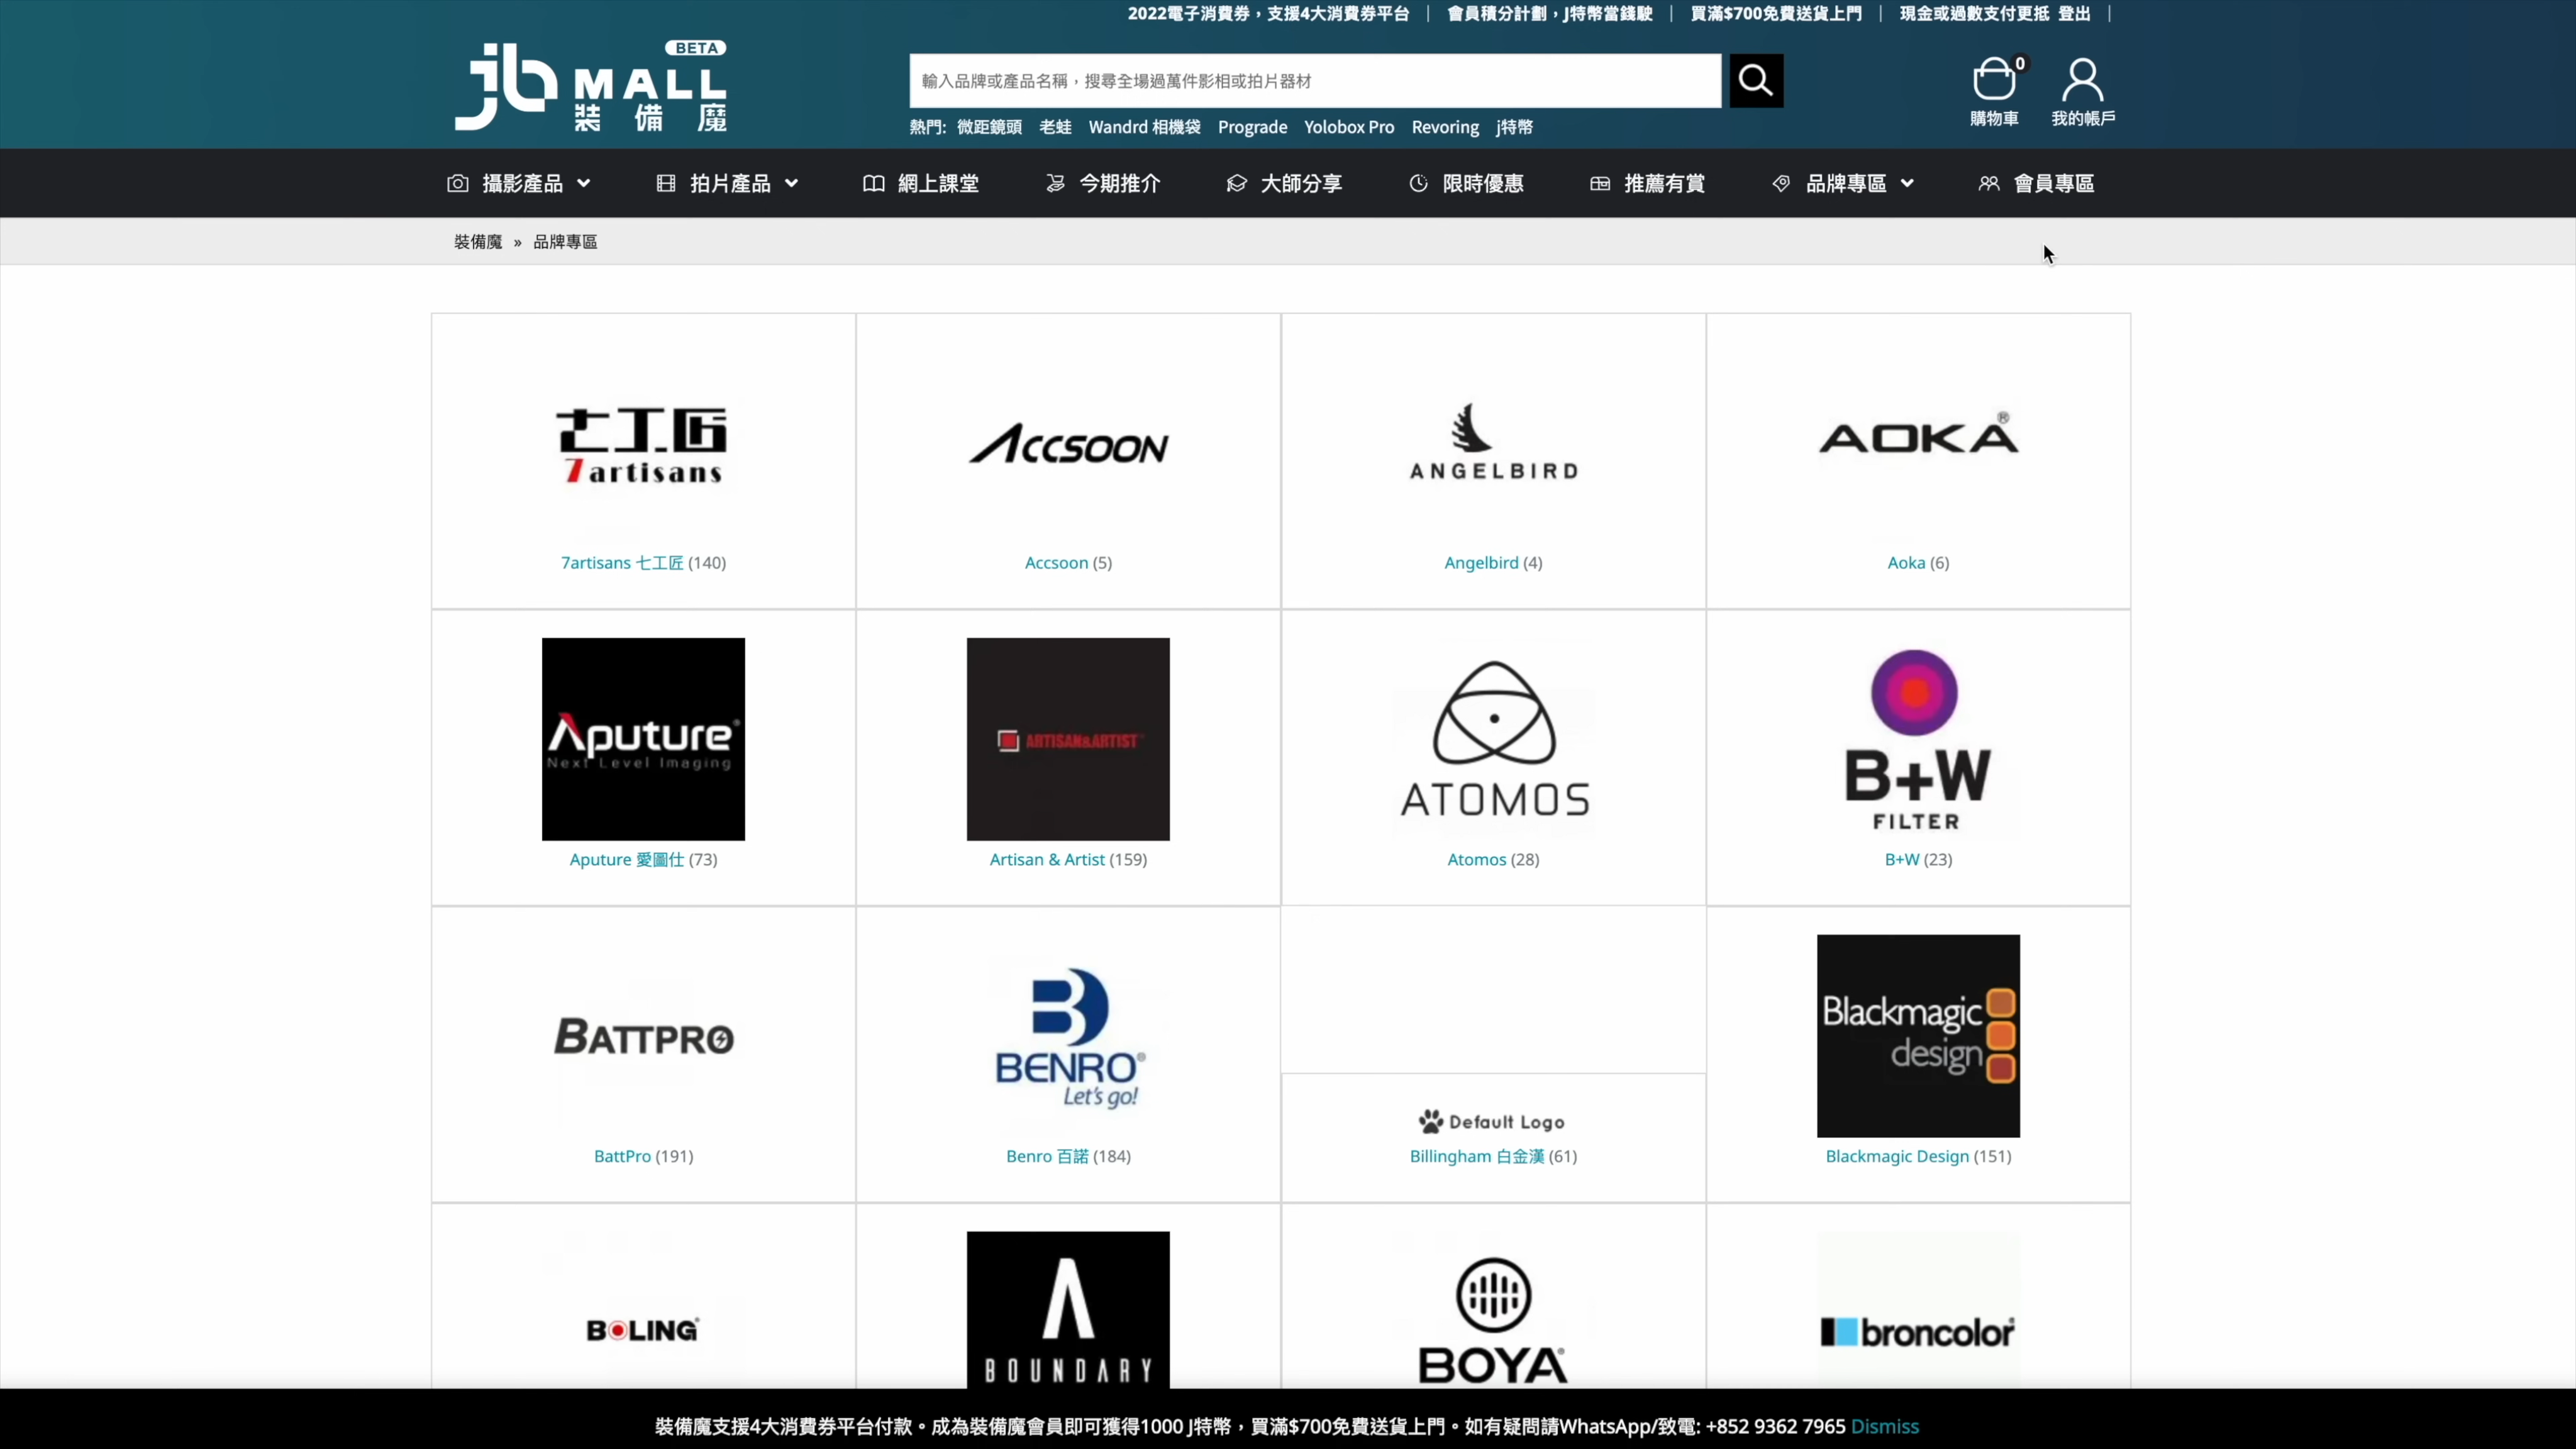 2022電子消費券，支援4大消費券平台 | 會員積分計劃，J特幣當錢駛 | 買滿$700免費送貨上門 | 現金或過數支付更抵 登出 |
BETA
jb MALL
裝備魔
輸入品牌或產品名稱，搜尋全場過萬件影相或拍片器材
0
購物車 我的帳戶
熱門: 微距鏡頭 老蛙 Wandrd 相機袋 Prograde Yolobox Pro Revoring j特幣
攝影產品 拍片產品 網上課堂 今期推介 大師分享 限時優惠 推薦有賞 品牌專區 會員專區
裝備魔 » 品牌專區
七工匠
7artisans
ACCSOON
ANGELBIRD
AOKA®
7artisans 七工匠 (140)
Accsoon (5)
Angelbird (4)
Aoka (6)
Aputure®
Next Level Imaging
ARTISAN&ARTIST
ATOMOS
B+W
FILTER
Aputure 愛圖仕 (73)
Artisan & Artist (159)
Atomos (28)
B+W (23)
BATTPRO
BENRO®
Let's go!
Default Logo
Blackmagic
design
BattPro (191)
Benro 百諾 (184)
Billingham 白金漢 (61)
Blackmagic Design (151)
BOLING
BOUNDARY
BOYA
broncolor
裝備魔支援4大消費券平台付款。成為裝備魔會員即可獲得1000 J特幣，買滿$700免費送貨上門。如有疑問請WhatsApp/致電: +852 9362 7965 Dismiss